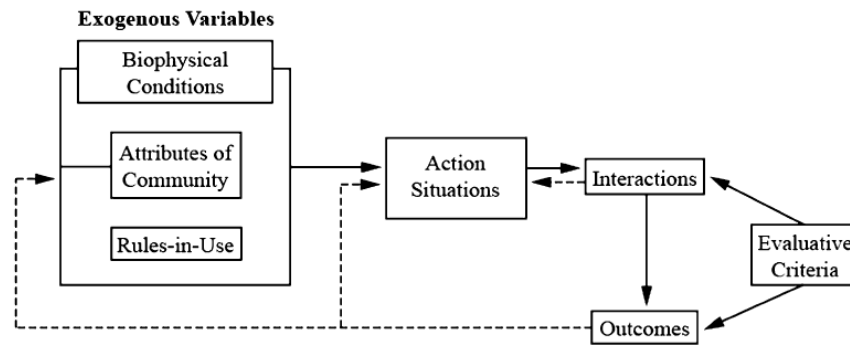 Exogenous Variables
Biophysical
Conditions
Attributes of
Community
Rules-in-Use
Action
Situations
Interactions
Evaluative
Criteria
Outcomes